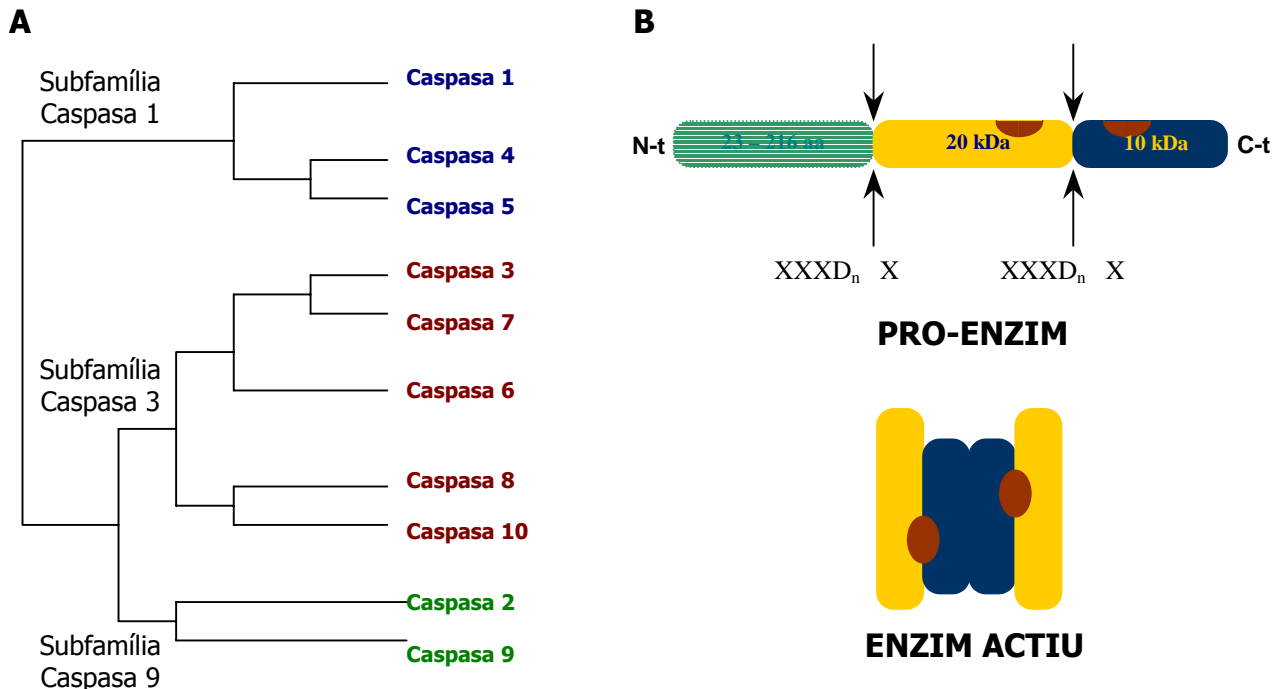 A
Subfamília
Caspasa 1
Caspasa 1
Caspasa 4
Caspasa 5
Caspasa 3
Caspasa 7
Subfamília
Caspasa 3
Caspasa 6
Caspasa 8
Caspasa 10
Caspasa 2
Subfamília
Caspasa 9
Caspasa 9
B
N-t
23 – 216 aa
20 kDa
10 kDa
C-t
XXXDn X
XXXDn X
PRO-ENZIM
ENZIM ACTIU